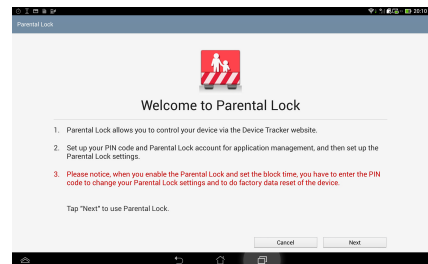 20:10
Parental Lock
Welcome to Parental Lock
1. Parental Lock allows you to control your device via the Device Tracker website.
2. Set up your PIN code and Parental Lock account for application management, and then set up the
Parental Lock settings.
3. Please notice, when you enable the Parental Lock and set the block time, you have to enter the PIN
code to change your Parental Lock settings and to do factory data reset of the device.
Tap "Next" to use Parental Lock.
Cancel Next